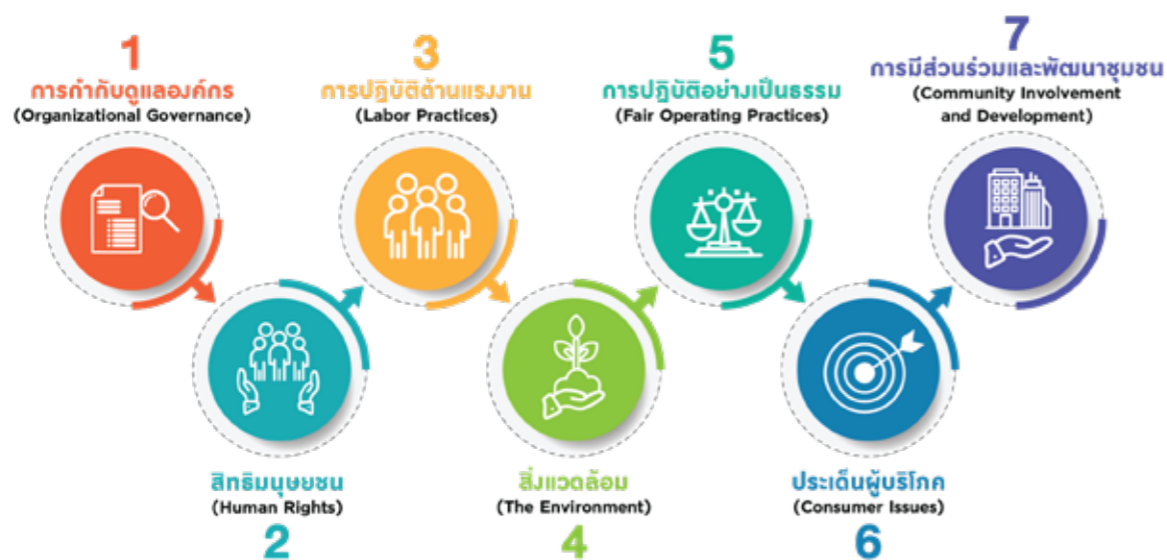 1
การกำกับดูแลองค์กร
(Organizational Governance)
สิทธิมนุษยชน
(Human Rights)
2
3
การปฏิบัติด้านแรงงาน
(Labor Practices)
สิ่งแวดล้อม
(The Environment)
4
5
การปฏิบัติอย่างเป็นธรรม
(Fair Operating Practices)
ประเด็นผู้บริโภค
(Consumer Issues)
6
7
การมีส่วนร่วมและพัฒนาชุมชน
(Community Involvement
and Development)